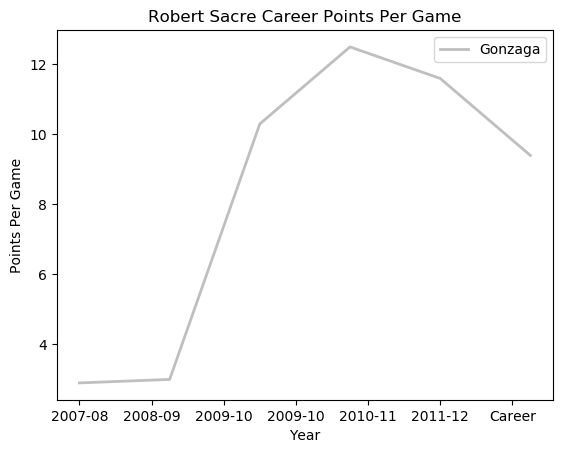 Robert Sacre Career Points Per Game
Gonzaga
12
10
8
6
4
Points Per Game
2007-08 2008-09 2009-10 2009-10 2010-11 2011-12 Career
Year